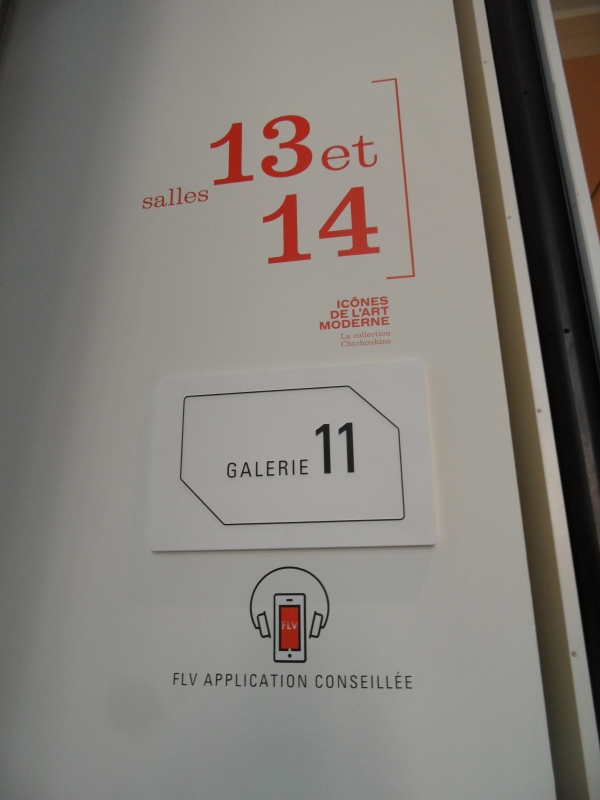 salles 13 et
14
ICÔNES
DE L'ART
MODERNE
La collection
Chtchoukine
GALERIE 11
FLV
FLV APPLICATION CONSEILLÉE